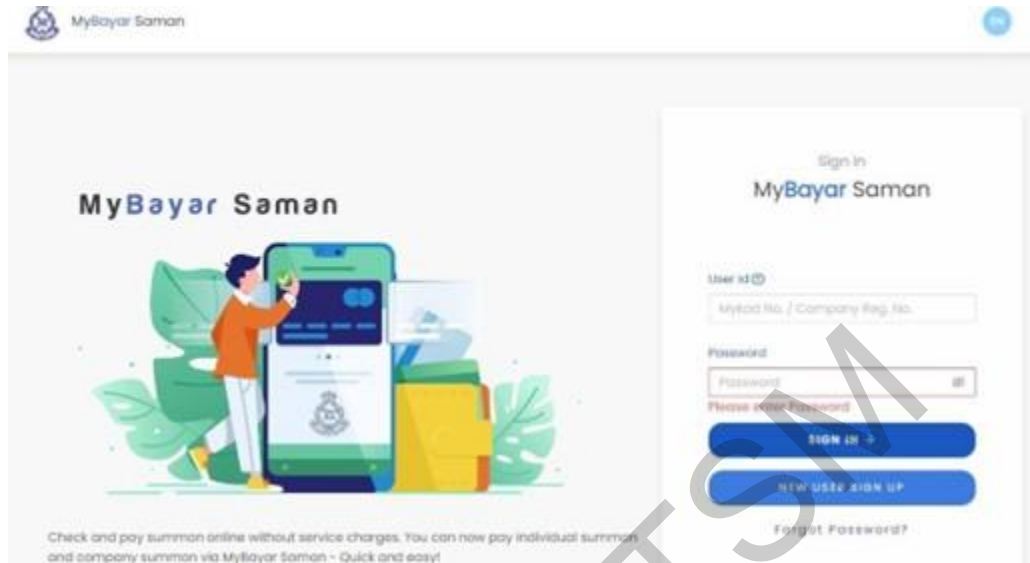 MyBayar Saman
EN
MyBayar Saman
Check and pay summon online without service charges. You can now pay individual summon
and company summon via MyBayar Saman - Quick and easy!
Sign In
MyBayar Saman
User Id
MyKad No. / Company Reg. No.
Password
Password
Please enter Password
SIGN IN →
NEW USER SIGN UP
Forgot Password?
TSM